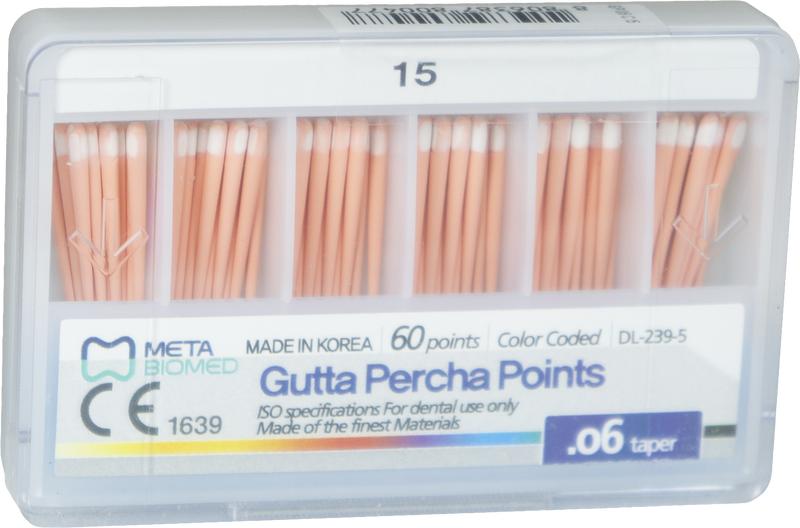 15
META
BIOMED
MADE IN KOREA
60 points
Color Coded
DL-239-5
Gutta Percha Points
CE 1639
ISO specifications For dental use only
Made of the finest Materials
.06 taper